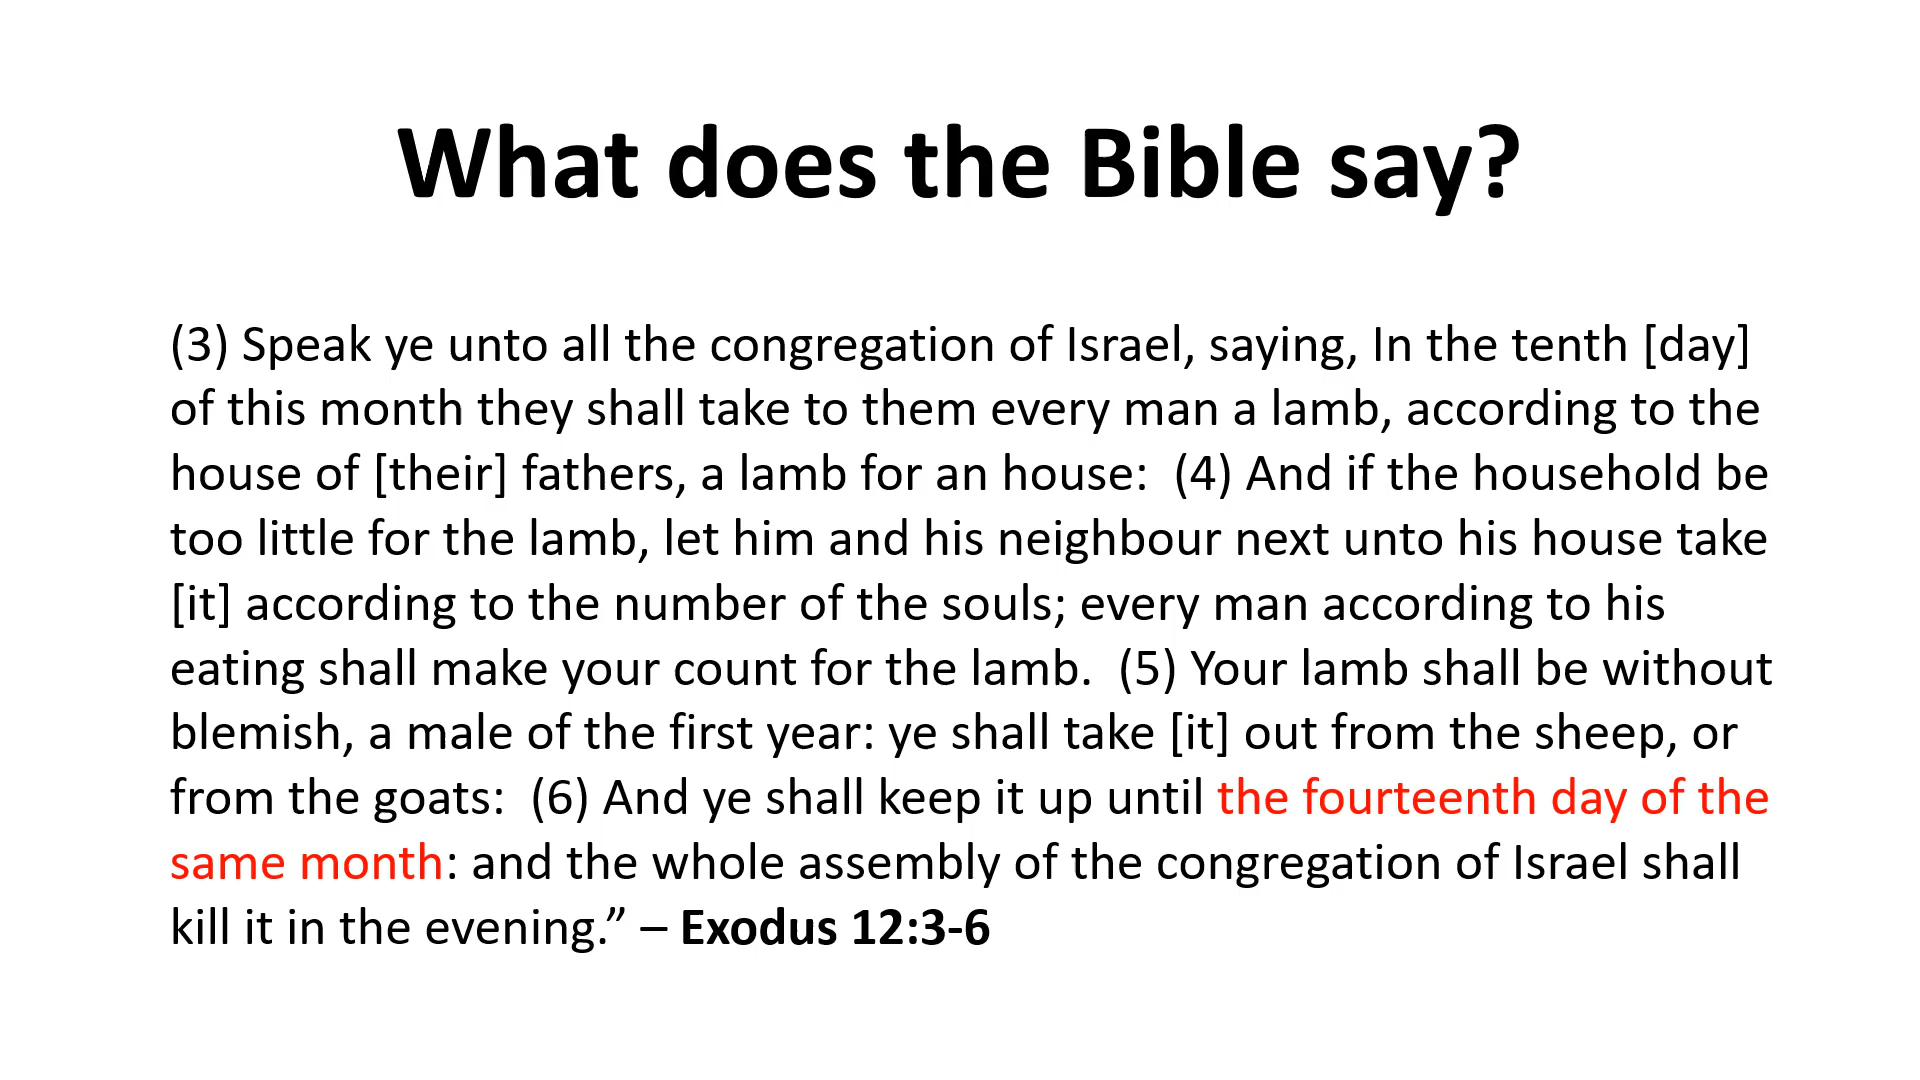 What does the Bible say?
(3) Speak ye unto all the congregation of Israel, saying, In the tenth [day]
of this month they shall take to them every man a lamb, according to the
house of [their] fathers, a lamb for an house:  (4) And if the household be
too little for the lamb, let him and his neighbour next unto his house take
[it] according to the number of the souls; every man according to his
eating shall make your count for the lamb.  (5) Your lamb shall be without
blemish, a male of the first year: ye shall take [it] out from the sheep, or
from the goats:  (6) And ye shall keep it up until the fourteenth day of the
same month: and the whole assembly of the congregation of Israel shall
kill it in the evening.” – Exodus 12:3-6